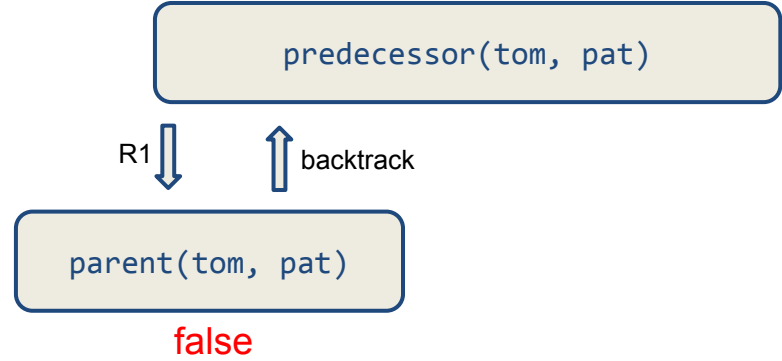 predecessor(tom, pat)
R1
backtrack
parent(tom, pat)
false